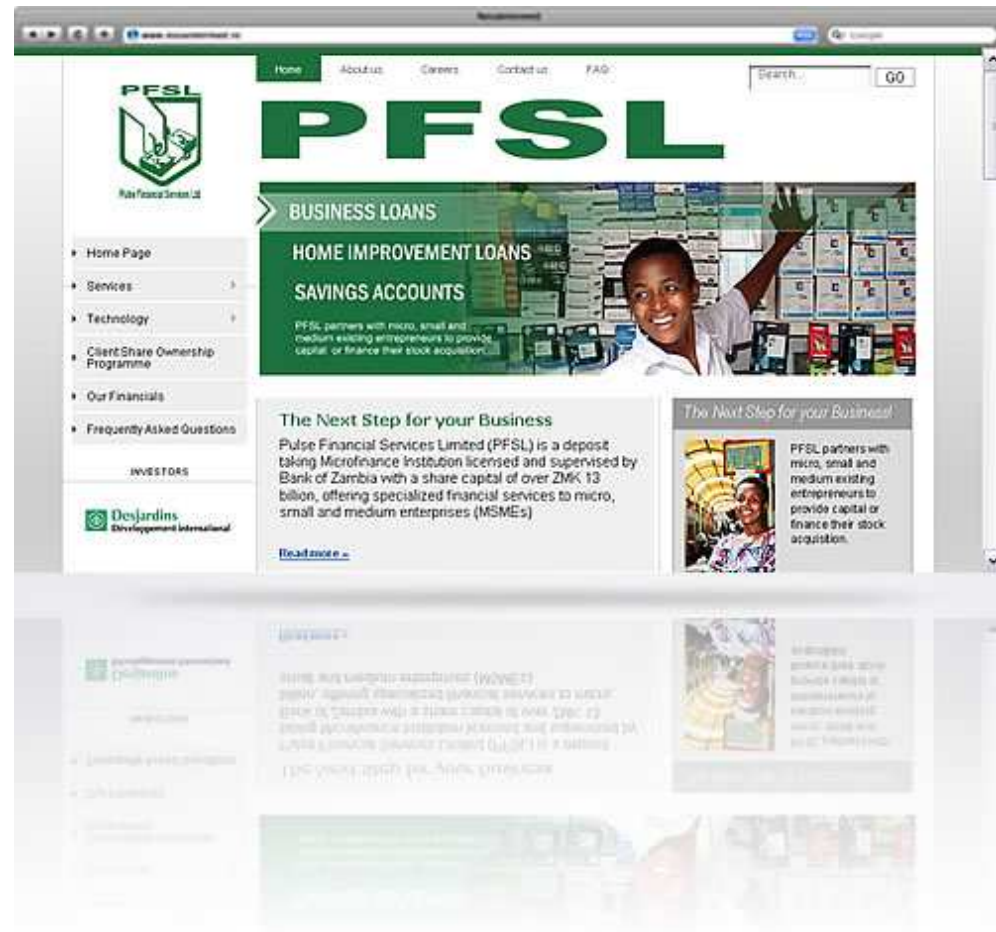 Home About us Careers Contact us FAQ
Search... GO
PFSL
Pulse Financial Services Ltd
PFSL
BUSINESS LOANS
HOME IMPROVEMENT LOANS
SAVINGS ACCOUNTS
PFSL partners with micro, small and
medium existing entrepreneurs to provide
capital or finance their stock acquisition
Home Page
Services
Technology
Client Share Ownership
Programme
Our Financials
Frequently Asked Questions
INVESTORS
Desjardins
Développement international
The Next Step for your Business
Pulse Financial Services Limited (PFSL) is a deposit
taking Microfinance Institution licensed and supervised by
Bank of Zambia with a share capital of over ZMK 13
billion, offering specialized financial services to micro,
small and medium enterprises (MSMEs)
Read more »
The Next Step for your Business!
PFSL partners with
micro, small and
medium existing
entrepreneurs to
provide capital or
finance their stock
acquisition.